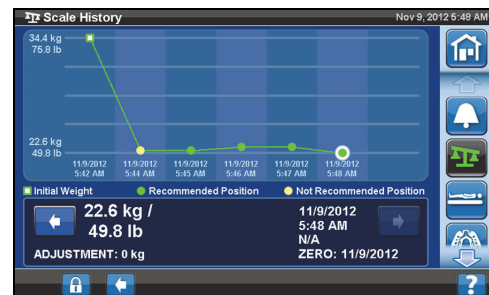 Scale History
Nov 9, 2012 5:48 AM
34.4 kg
75.8 lb
22.6 kg
49.8 lb
11/9/2012 11/9/2012 11/9/2012 11/9/2012 11/9/2012 11/9/2012
5:42 AM 5:44 AM 5:45 AM 5:46 AM 5:47 AM 5:48 AM
Initial Weight Recommended Position Not Recommended Position
22.6 kg /
49.8 lb
ADJUSTMENT: 0 kg
11/9/2012
5:48 AM
N/A
ZERO: 11/9/2012
?